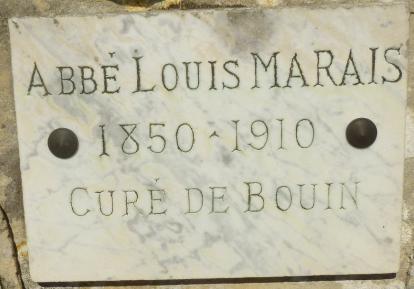 ABBÉ LOUIS MARAIS
1850-1910
CURÉ DE BOUIN